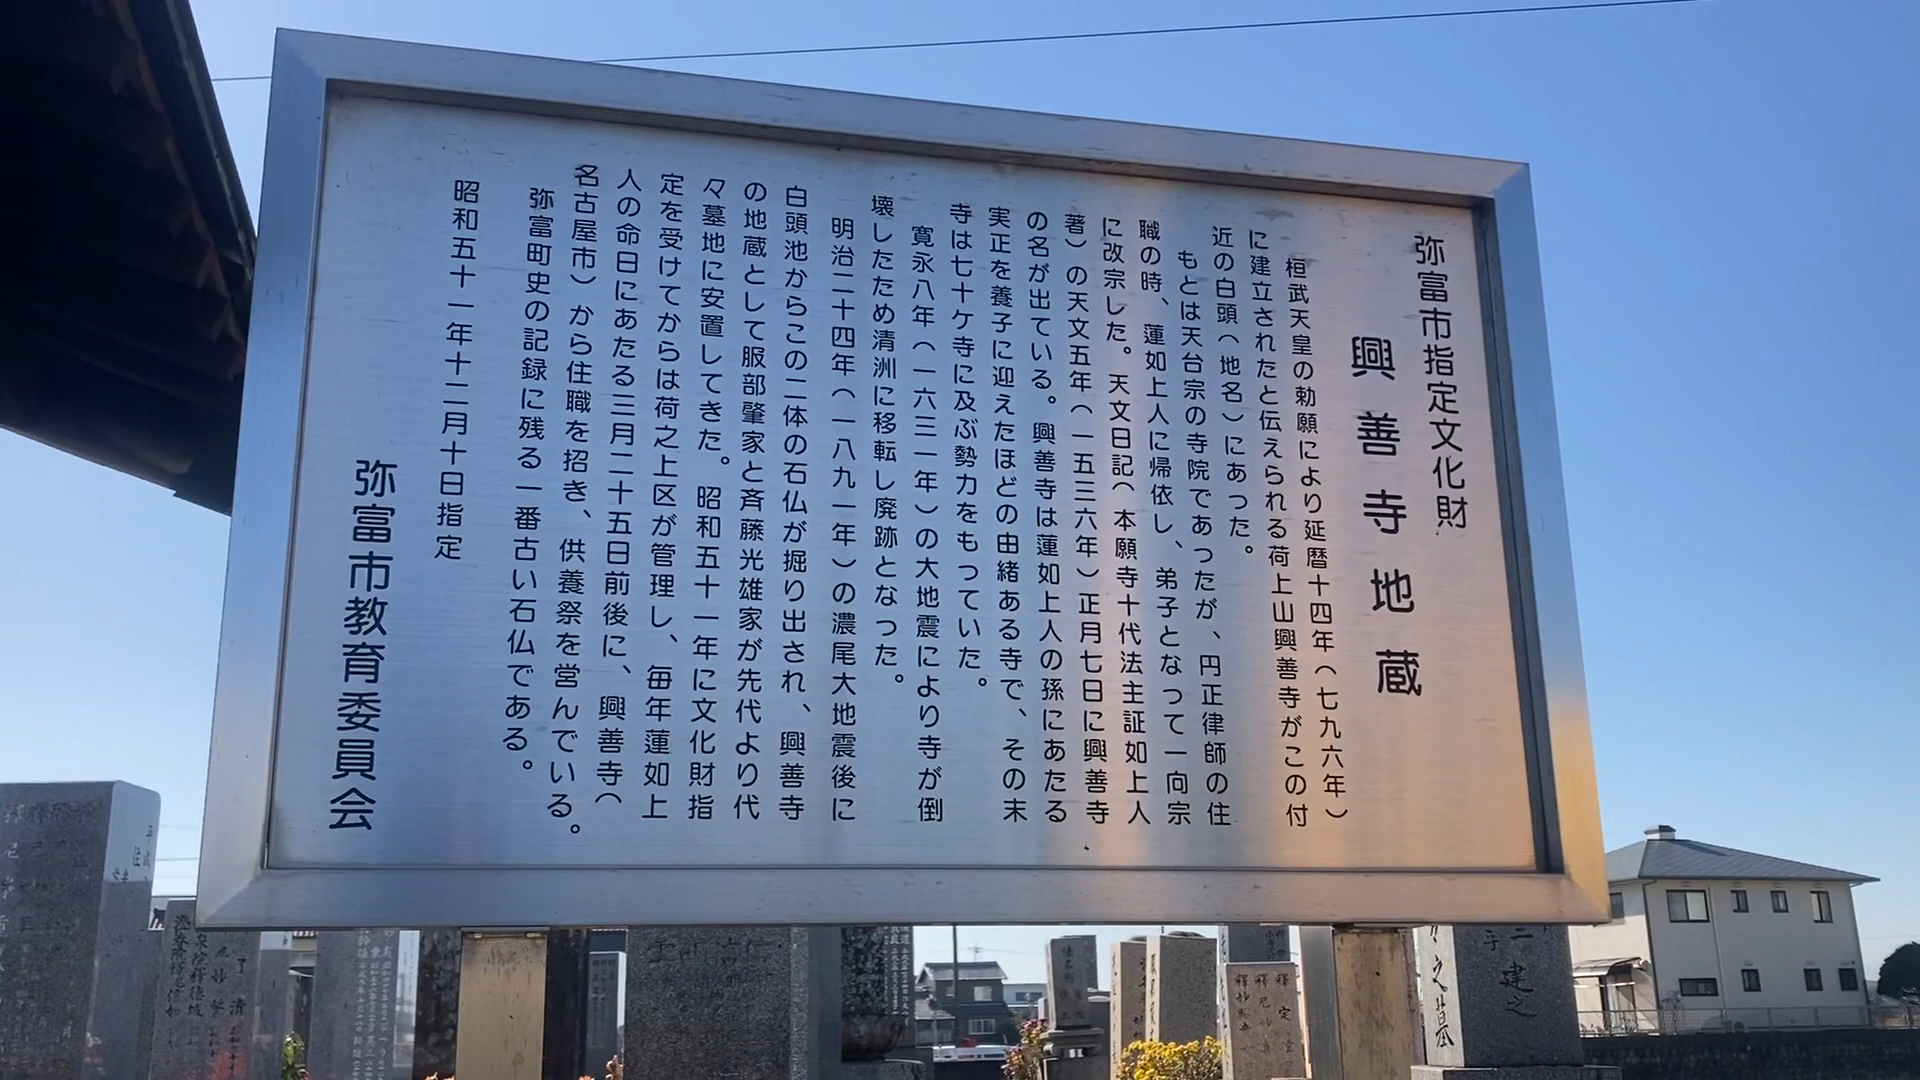 弥富市指定文化財
興善寺地蔵
桓武天皇の勅願により延暦十四年(七九六年)
に建立されたと伝えられる荷上山興善寺がこの付
近の白頭(地名)にあった。
もとは天台宗の寺院であったが、円正律師の住
職の時、蓮如上人に帰依し、弟子となって一向宗
に改宗した。天文日記(本願寺十代法主証如上人
著)の天文五年(一五三六年)正月七日に興善寺
の名が出ている。興善寺は蓮如上人の孫にあたる
実正を養子に迎えたほどの由緒ある寺で、その末
寺は七十ケ寺に及ぶ勢力をもっていた。
寛永八年(一六三一年)の大地震により寺が倒
壊したため清洲に移転し廃跡となった。
明治二十四年(一八九一年)の濃尾大地震後に
白頭池からこの二体の石仏が掘り出され、興善寺
の地蔵として服部肇家と斉藤光雄家が先代より代
々墓地に安置してきた。昭和五十一年に文化財指
定を受けてからは荷之上区が管理し、毎年蓮如上
人の命日にあたる三月二十五日前後に、興善寺(
名古屋市)から住職を招き、供養祭を営んでいる。
弥富町史の記録に残る一番古い石仏である。
昭和五十一年十二月十日指定
弥富市教育委員会
之墓
建之